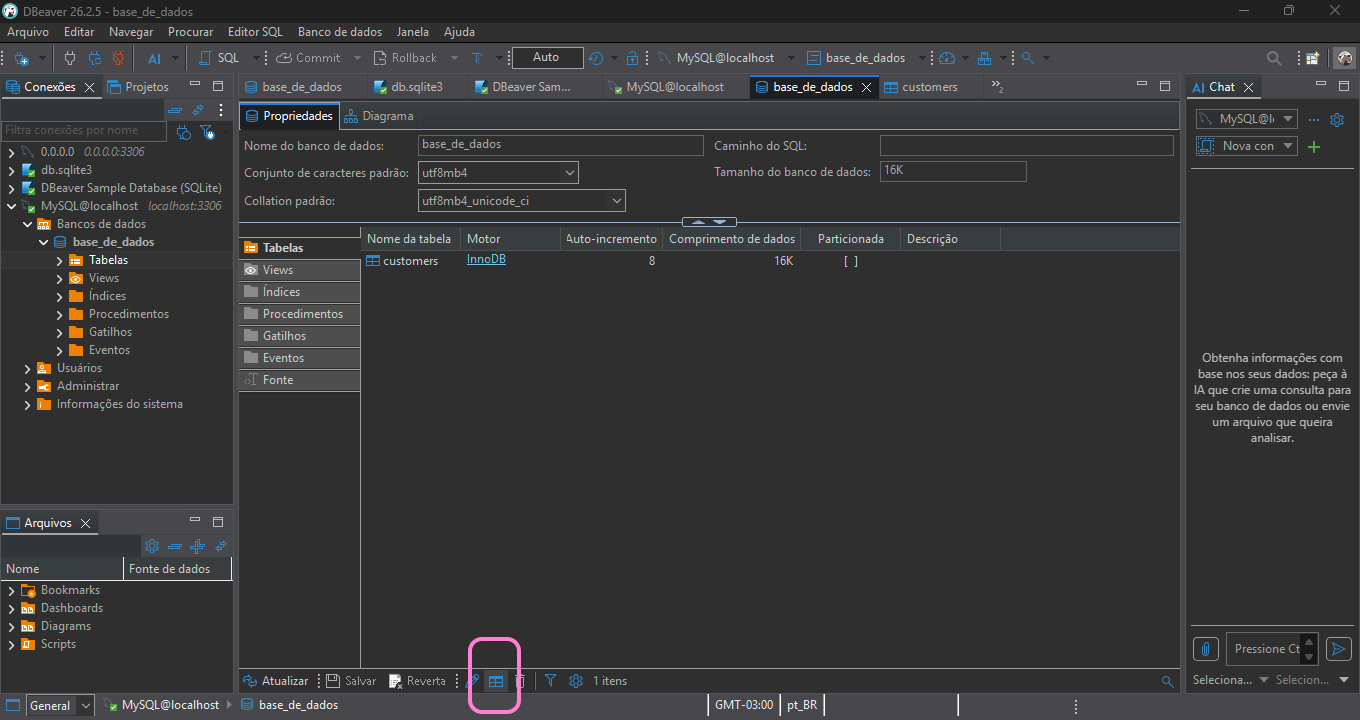 DBeaver 26.2.5 - base_de_dados
Arquivo Editar Navegar Procurar Editor SQL Banco de dados Janela Ajuda
AI SQL Commit Rollback T Auto MySQL@localhost base_de_dados
Conexões Projetos
base_de_dados db.sqlite3 DBeaver Sam... MySQL@localhost base_de_dados customers »2
AI Chat
Filtra conexões por nome
0.0.0.0 0.0.0.0:3306
db.sqlite3
DBeaver Sample Database (SQLite)
MySQL@localhost localhost:3306
Bancos de dados
base_de_dados
Tabelas
Views
Índices
Procedimentos
Gatilhos
Eventos
Usuários
Administrar
Informações do sistema
Propriedades Diagrama
Nome do banco de dados: base_de_dados Caminho do SQL:
Conjunto de caracteres padrão: utf8mb4 Tamanho do banco de dados: 16K
Collation padrão: utf8mb4_unicode_ci
Tabelas
Views
Índices
Procedimentos
Gatilhos
Eventos
Fonte
Nome da tabela Motor Auto-incremento Comprimento de dados Particionada Descrição
customers InnoDB 8 16K [ ]
MySQL@l
Nova con
Obtenha informações com
base nos seus dados: peça à
IA que crie uma consulta para
seu banco de dados ou envie
um arquivo que queira
analisar.
Pressione Ct
Seleciona... Selecion...
Arquivos
Nome Fonte de dados
Bookmarks
Dashboards
Diagrams
Scripts
Atualizar Salvar Reverta 1 itens
General MySQL@localhost base_de_dados GMT-03:00 pt_BR